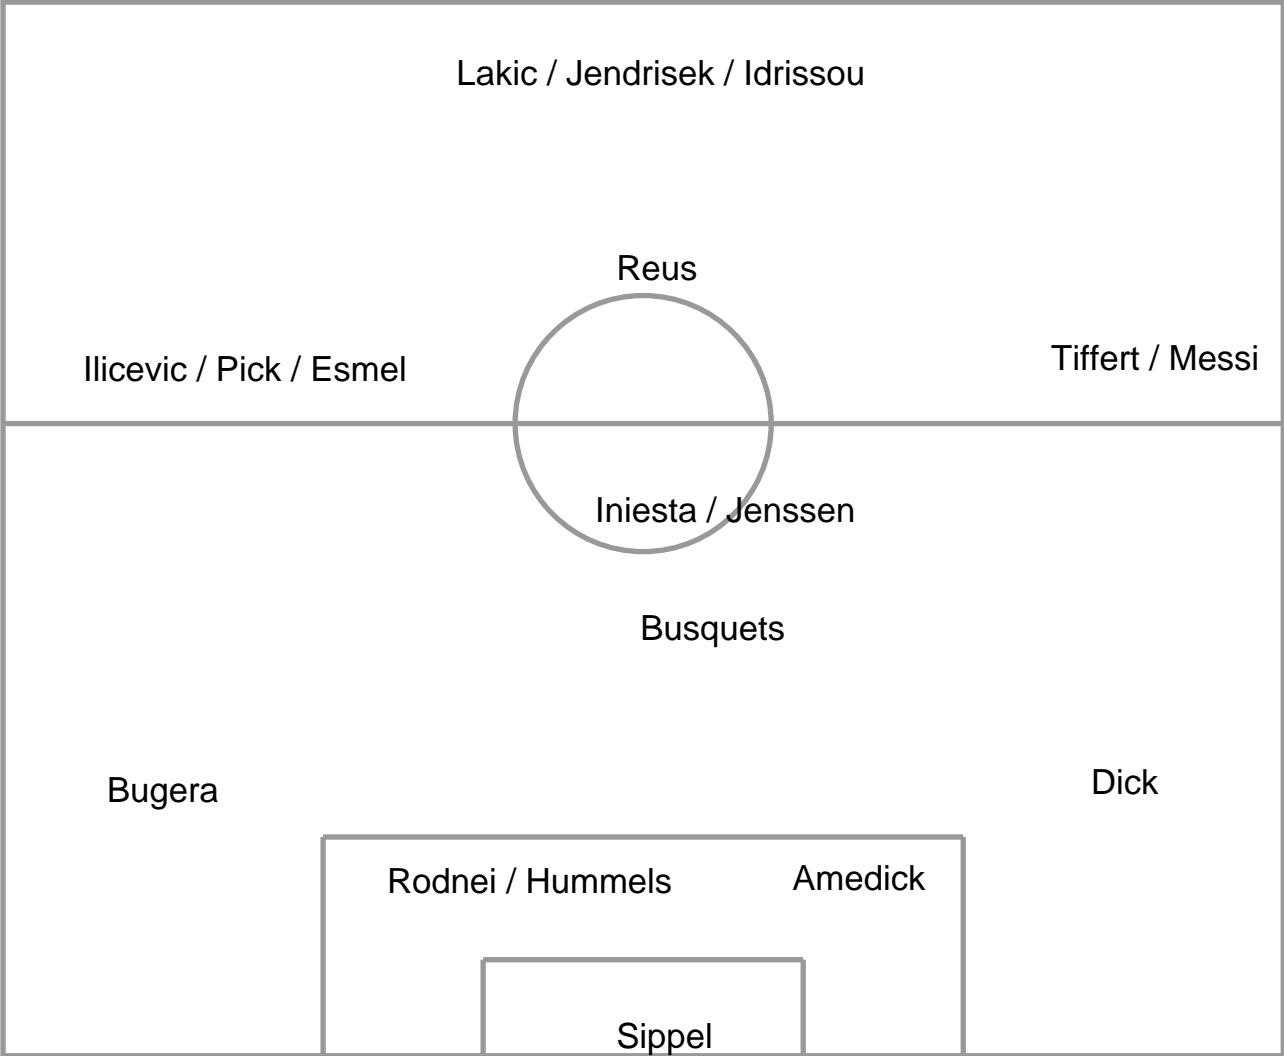 Lakic / Jendrisek / Idrissou
Reus
Ilicevic / Pick / Esmel
Tiffert / Messi
Iniesta / Jenssen
Busquets
Bugera
Dick
Rodnei / Hummels
Amedick
Sippel